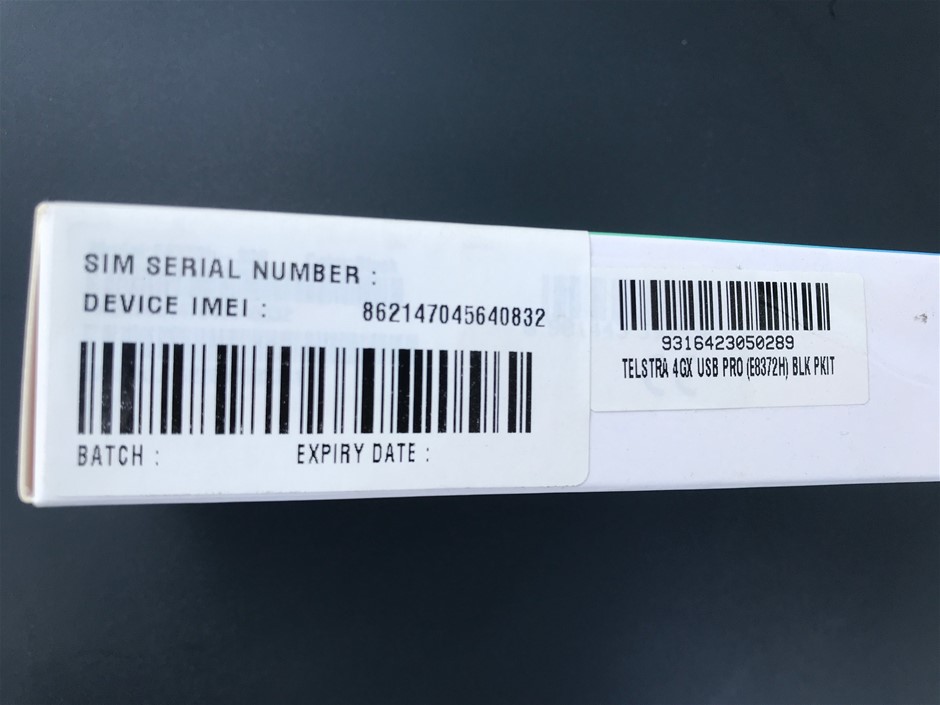 SIM SERIAL NUMBER :
DEVICE IMEI : 862147045640832
BATCH : EXPIRY DATE :
9316423050289
TELSTRA 4GX USB PRO (E8372H) BLK PKIT